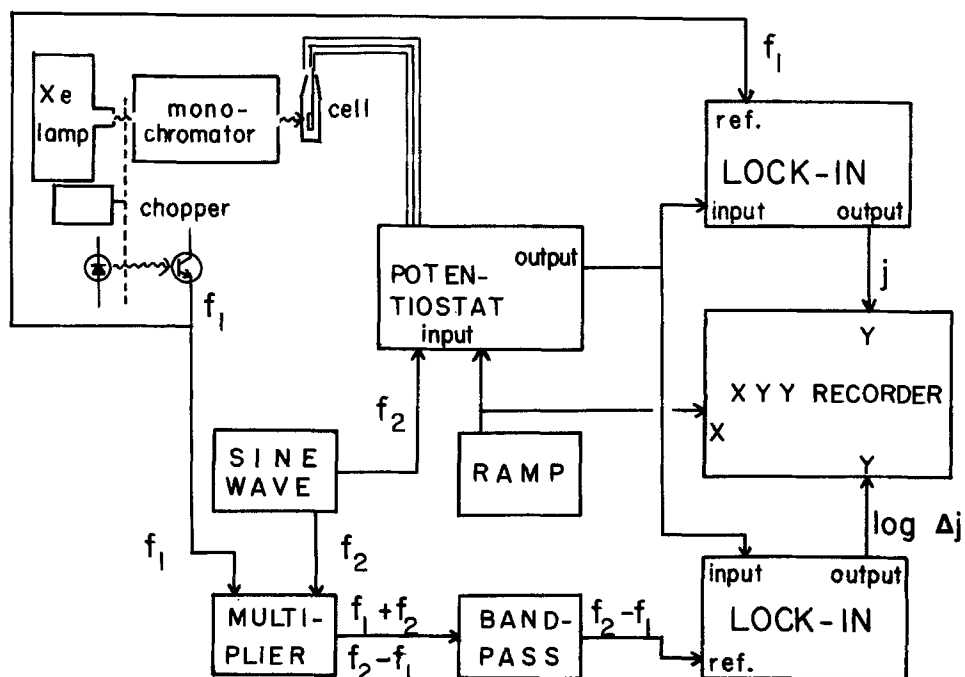 f₁
Xe
lamp
mono-
chromator
cell
chopper
f₁
ref.
LOCK-IN
input output
j
output
POTEN-
TIOSTAT
input
Y
XYY RECORDER
X
Y
f₂
SINE
WAVE
RAMP
log Δj
f₁
f₂
MULTI-
PLIER
f₁+f₂
f₂-f₁
BAND-
PASS
f₂-f₁
input output
LOCK-IN
ref.